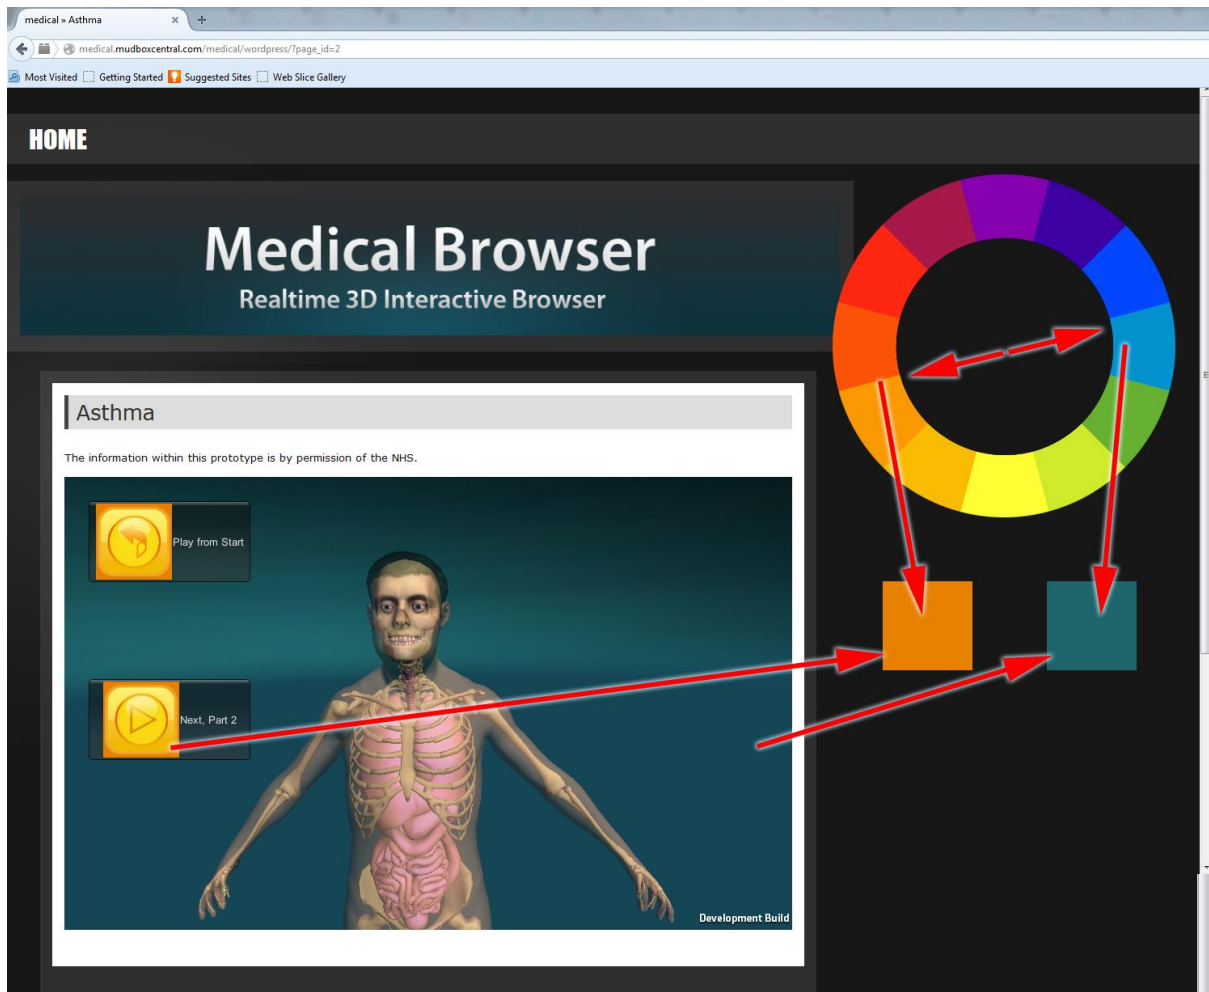 medical » Asthma
medical.mudboxcentral.com/medical/wordpress/?page_id=2
Most Visited Getting Started Suggested Sites Web Slice Gallery
HOME
Medical Browser
Realtime 3D Interactive Browser
Asthma
The information within this prototype is by permission of the NHS.
Play from Start
Next, Part 2
Development Build